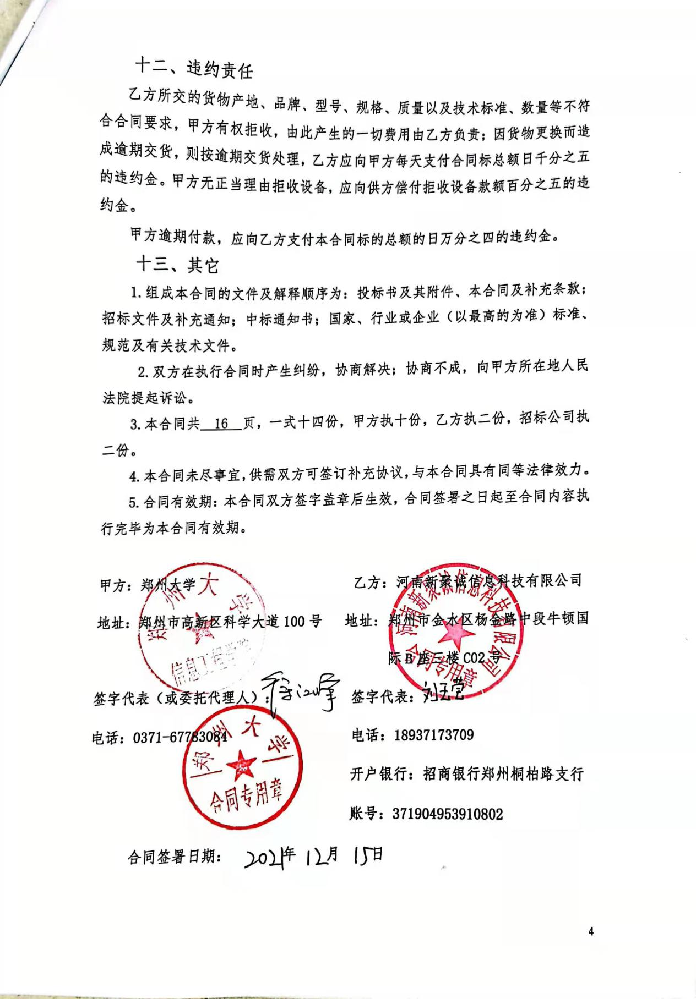 十二、违约责任
乙方所交的货物产地、品牌、型号、规格、质量以及技术标准、数量等不符
合合同要求，甲方有权拒收，由此产生的一切费用由乙方负责；因货物更换而造
成逾期交货，则按逾期交货处理，乙方应向甲方每天支付合同标总额日千分之五
的违约金。甲方无正当理由拒收设备，应向供方偿付拒收设备款额百分之五的违
约金。
甲方逾期付款，应向乙方支付本合同标的总额的日万分之四的违约金。
十三、其它
1.组成本合同的文件及解释顺序为：投标书及其附件、本合同及补充条款；
招标文件及补充通知；中标通知书；国家、行业或企业（以最高的为准）标准、
规范及有关技术文件。
2.双方在执行合同时产生纠纷，协商解决；协商不成，向甲方所在地人民
法院提起诉讼。
3.本合同共 16 页，一式十四份，甲方执十份，乙方执二份，招标公司执
二份。
4.本合同未尽事宜,供需双方可签订补充协议,与本合同具有同等法律效力。
5.合同有效期：本合同双方签字盖章后生效，合同签署之日起至合同内容执
行完毕为本合同有效期。
甲方：郑州大学
乙方：河南新聚诚信息科技有限公司
地址：郑州市高新区科学大道100号
地址：郑州市金水区杨金路中段牛顿国
际B座三楼C02号
郑州大学
信息工程学院
河南新聚诚信息科技有限公司
合同专用章
签字代表（或委托代理人）：
签字代表：刘玉莹
电话：0371-67783084
电话：18937173709
郑州大学
合同专用章
开户银行：招商银行郑州桐柏路支行
账号：371904953910802
合同签署日期： 2021年 12月 15日
4